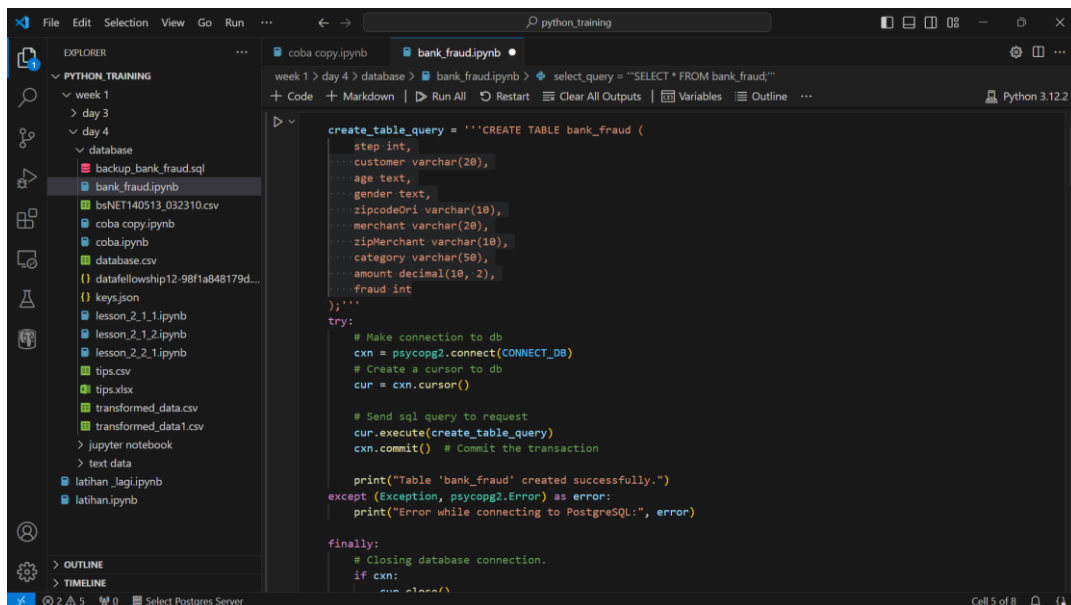 File Edit Selection View Go Run ··· python_training
EXPLORER ···
PYTHON_TRAINING
week 1
day 3
day 4
database
backup_bank_fraud.sql
bank_fraud.ipynb
bsNET140513_032310.csv
coba copy.ipynb
coba.ipynb
database.csv
{} datafellowship12-98f1a848179d...
{} keys.json
lesson_2_1_1.ipynb
lesson_2_1_2.ipynb
lesson_2_2_1.ipynb
tips.csv
tips.xlsx
transformed_data.csv
transformed_data1.csv
jupyter notebook
text data
latihan _lagi.ipynb
latihan.ipynb
OUTLINE
TIMELINE
coba copy.ipynb bank_fraud.ipynb
week 1 > day 4 > database > bank_fraud.ipynb > select_query = '''SELECT * FROM bank_fraud;'''
+ Code + Markdown | Run All Restart Clear All Outputs | Variables Outline ··· Python 3.12.2
create_table_query = '''CREATE TABLE bank_fraud (
step int,
customer varchar(20),
age text,
gender text,
zipcodeOri varchar(10),
merchant varchar(20),
zipMerchant varchar(10),
category varchar(50),
amount decimal(10, 2),
fraud int
);'''
try:
# Make connection to db
cxn = psycopg2.connect(CONNECT_DB)
# Create a cursor to db
cur = cxn.cursor()
# Send sql query to request
cur.execute(create_table_query)
cxn.commit() # Commit the transaction
print("Table 'bank_fraud' created successfully.")
except (Exception, psycopg2.Error) as error:
print("Error while connecting to PostgreSQL:", error)
finally:
# Closing database connection.
if cxn:
cur.close()
2 5 0 Select Postgres Server Cell 5 of 8